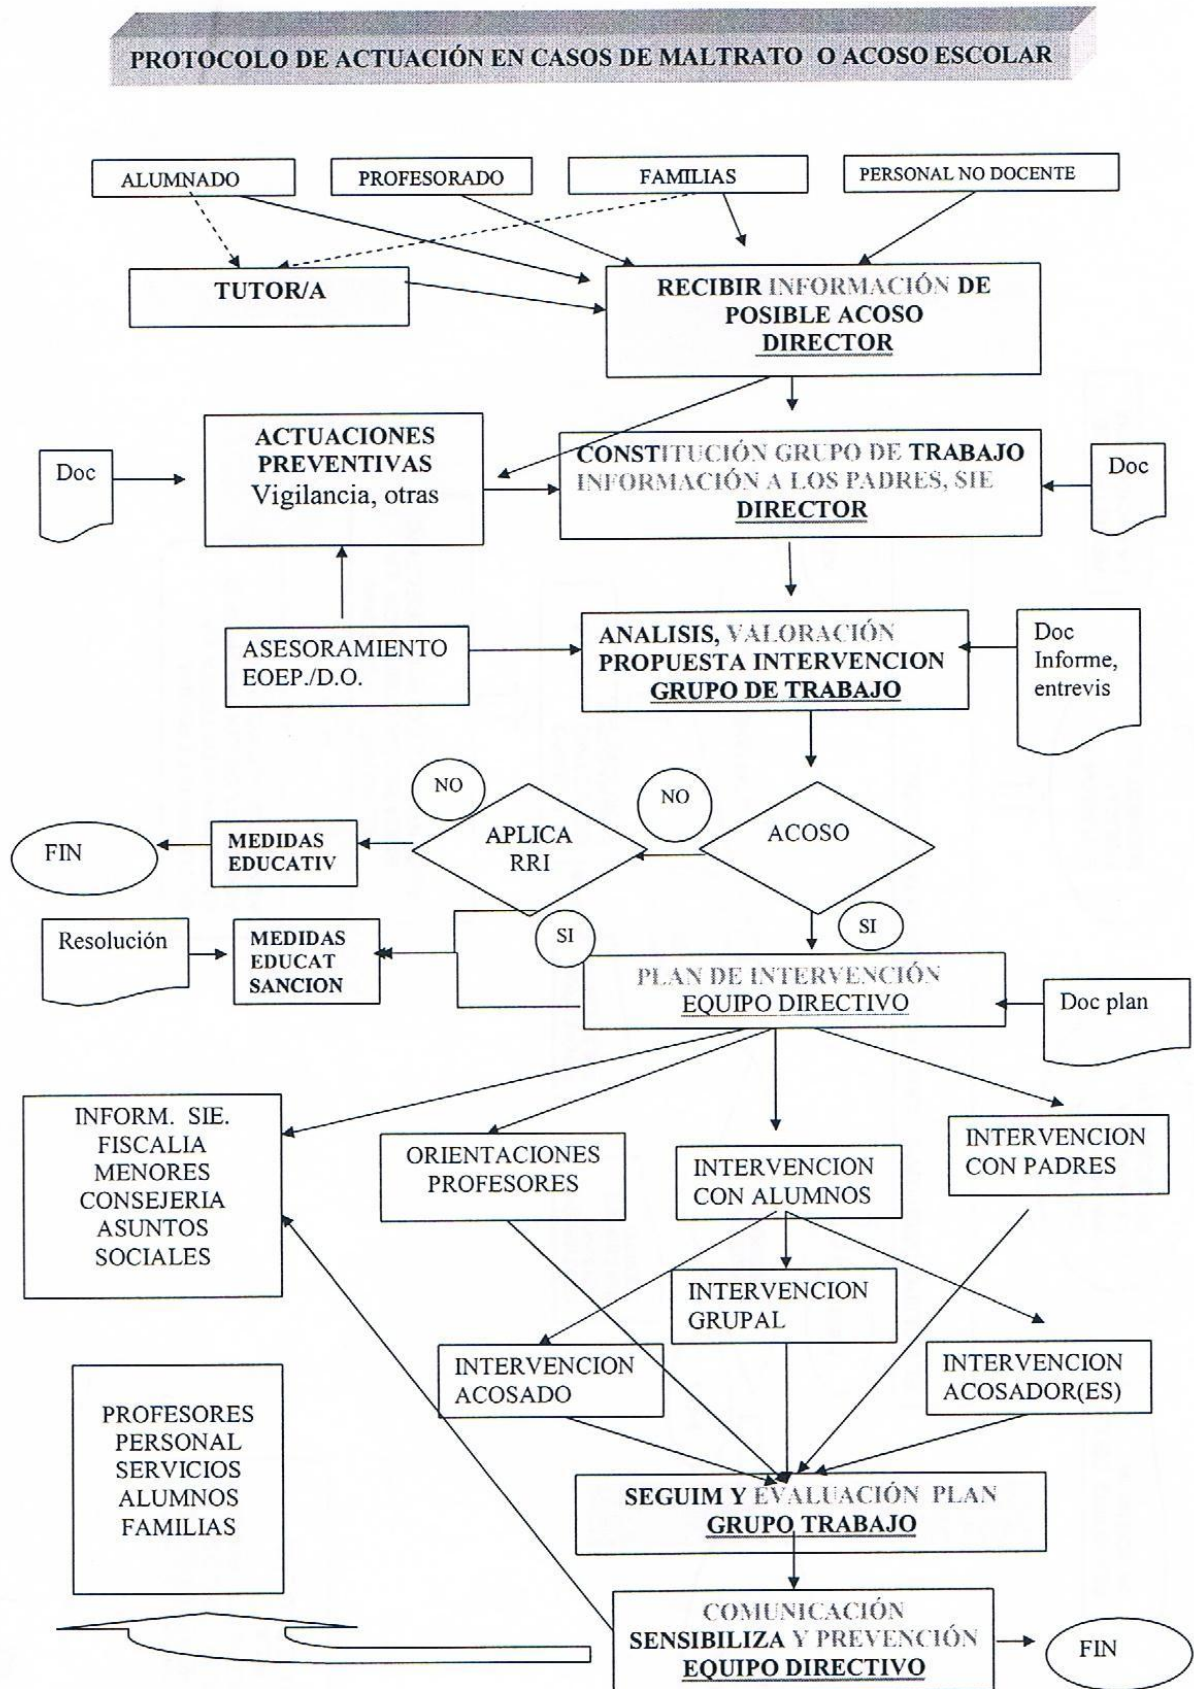 PROTOCOLO DE ACTUACIÓN EN CASOS DE MALTRATO O ACOSO ESCOLAR
ALUMNADO
PROFESORADO
FAMILIAS
PERSONAL NO DOCENTE
TUTOR/A
RECIBIR INFORMACIÓN DE
POSIBLE ACOSO
DIRECTOR
Doc
ACTUACIONES
PREVENTIVAS
Vigilancia, otras
CONSTITUCIÓN GRUPO DE TRABAJO
INFORMACIÓN A LOS PADRES, SIE
DIRECTOR
Doc
ASESORAMIENTO
EOEP./D.O.
ANALISIS, VALORACIÓN
PROPUESTA INTERVENCION
GRUPO DE TRABAJO
Doc
Informe,
entrevis
NO
NO
FIN
MEDIDAS
EDUCATIV
APLICA
RRI
ACOSO
Resolución
MEDIDAS
EDUCAT
SANCION
SI
SI
PLAN DE INTERVENCIÓN
EQUIPO DIRECTIVO
Doc plan
INFORM. SIE.
FISCALIA
MENORES
CONSEJERIA
ASUNTOS
SOCIALES
ORIENTACIONES
PROFESORES
INTERVENCION
CON ALUMNOS
INTERVENCION
CON PADRES
INTERVENCION
GRUPAL
INTERVENCION
ACOSADO
INTERVENCION
ACOSADOR(ES)
PROFESORES
PERSONAL
SERVICIOS
ALUMNOS
FAMILIAS
SEGUIM Y EVALUACIÓN PLAN
GRUPO TRABAJO
COMUNICACIÓN
SENSIBILIZA Y PREVENCIÓN
EQUIPO DIRECTIVO
FIN